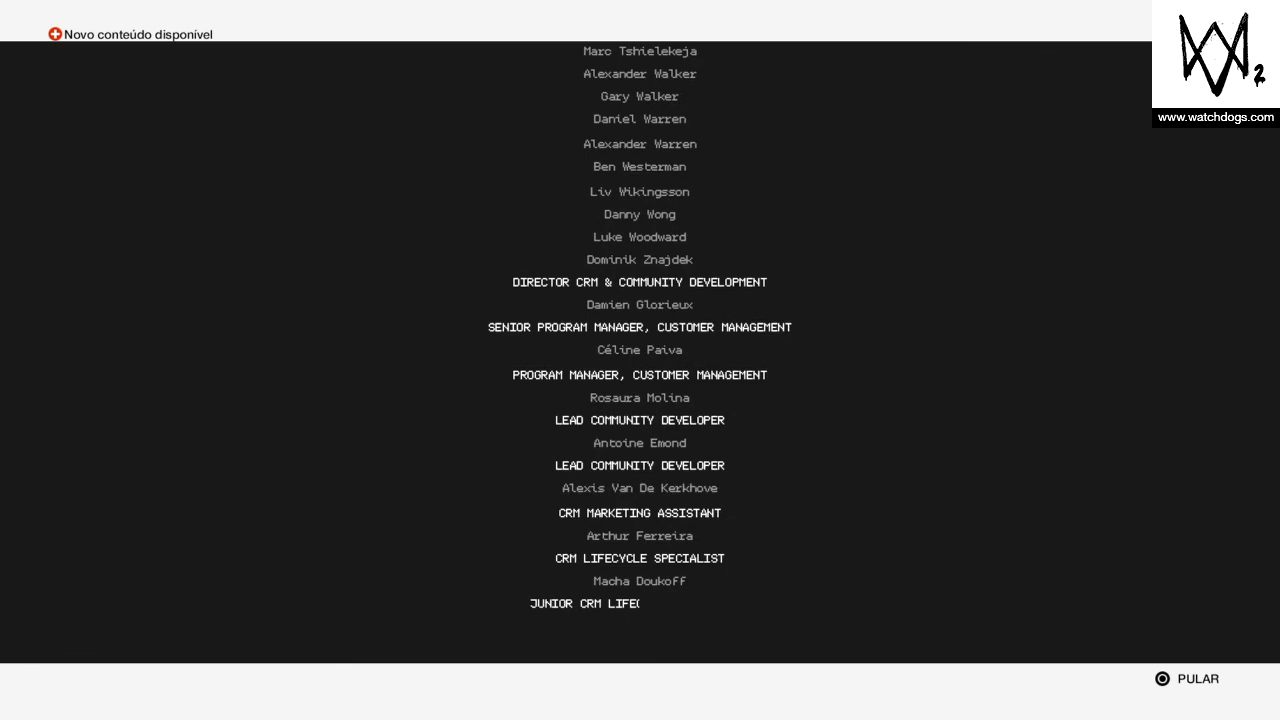 Novo conteúdo disponível
2
www.watchdogs.com
Marc Tshielekeja
Alexander Walker
Gary Walker
Daniel Warren
Alexander Warren
Ben Westerman
Liv Wikingsson
Danny Wong
Luke Woodward
Dominik Znajdek
DIRECTOR CRM & COMMUNITY DEVELOPMENT
Damien Glorieux
SENIOR PROGRAM MANAGER, CUSTOMER MANAGEMENT
Céline Paiva
PROGRAM MANAGER, CUSTOMER MANAGEMENT
Rosaura Molina
LEAD COMMUNITY DEVELOPER
Antoine Emond
LEAD COMMUNITY DEVELOPER
Alexis Van De Kerkhove
CRM MARKETING ASSISTANT
Arthur Ferreira
CRM LIFECYCLE SPECIALIST
Macha Doukoff
JUNIOR CRM LIFEC
PULAR